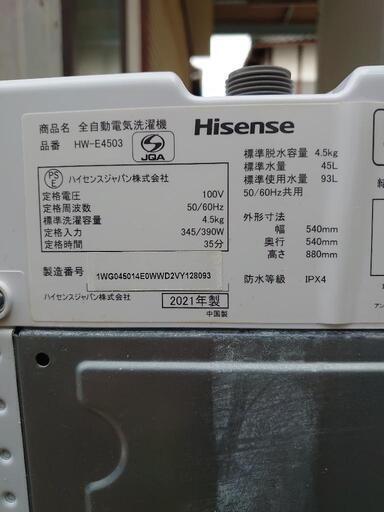 商品名 全自動電気洗濯機
品番 HW-E4503
S
JQA
Hisense
PS
E
ハイセンスジャパン株式会社
定格電圧 100V
定格周波数 50/60Hz
標準洗濯容量 4.5kg
定格消費電力 345/390W
定格時間 35分
標準脱水容量 4.5kg
標準水量 45L
標準使用水量 93L
50/60Hz共用
外形寸法
幅 540mm
奥行 540mm
高さ 880mm
防水等級 IPX4
製造番号 1WG045014E0WWD2VY128093
ハイセンスジャパン株式会社
2021年製
中国製